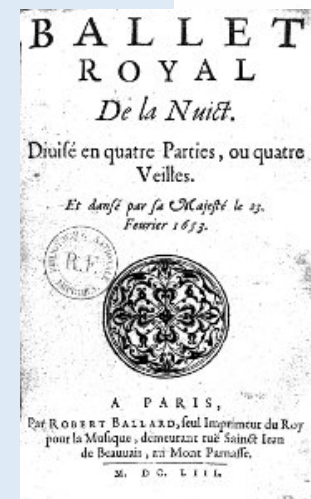 BALLET
ROYAL
De la Nuict.
Diuisé en quatre Parties, ou quatre
Veilles.
Et dansé par sa Majesté le 23.
Feurier 1653.
R.F.
A PARIS,
Par ROBERT BALLARD, seul Imprimeur du Roy
pour la Musique, demeurant ruë Sainct Iean
de Beauuais, au Mont Parnasse.
M. DC. LIII.